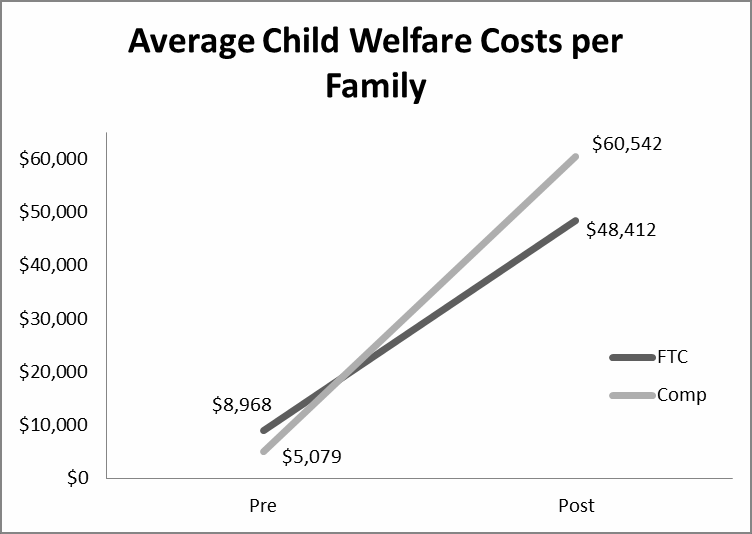 Average Child Welfare Costs per
Family
$60,000
$50,000
$40,000
$30,000
$20,000
$10,000
$0
$60,542
$48,412
$8,968
$5,079
FTC
Comp
Pre
Post